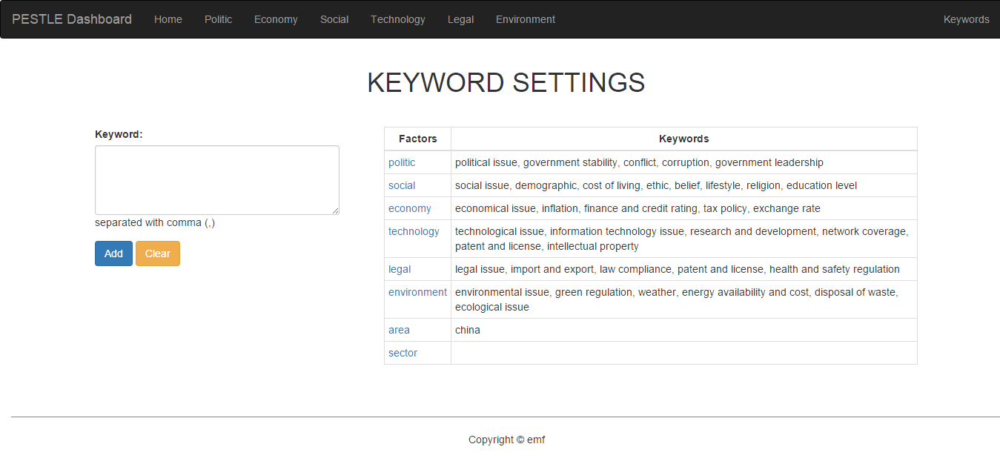 PESTLE Dashboard Home Politic Economy Social Technology Legal Environment Keywords
KEYWORD SETTINGS
Keyword:
separated with comma (,)
Add Clear
Factors Keywords
politic political issue, government stability, conflict, corruption, government leadership
social social issue, demographic, cost of living, ethic, belief, lifestyle, religion, education level
economy economical issue, inflation, finance and credit rating, tax policy, exchange rate
technology technological issue, information technology issue, research and development, network coverage,
patent and license, intellectual property
legal legal issue, import and export, law compliance, patent and license, health and safety regulation
environment environmental issue, green regulation, weather, energy availability and cost, disposal of waste,
ecological issue
area china
sector
Copyright © emf